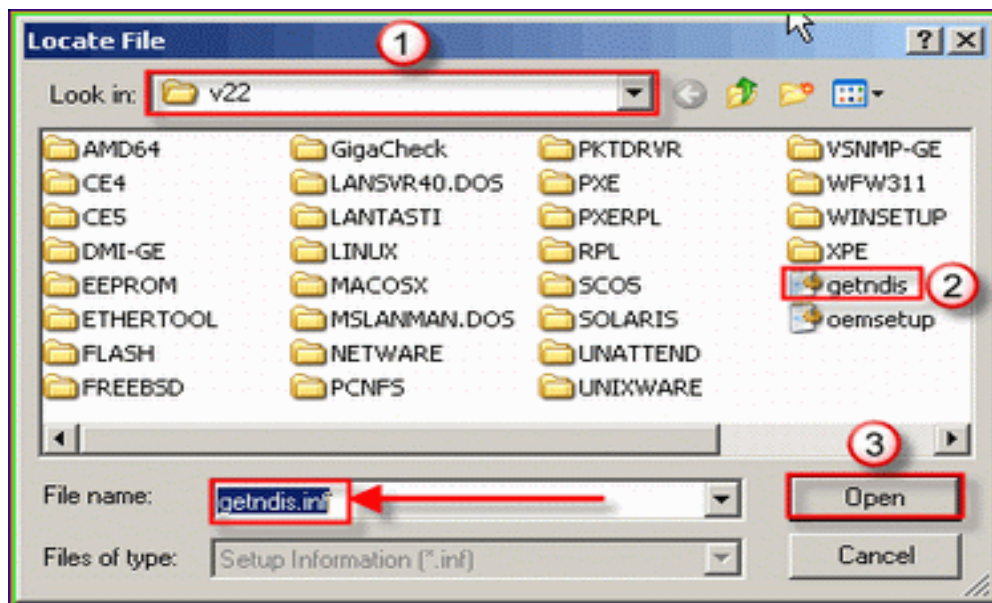 Locate File
1
?
Look in:
v22
AMD64
GigaCheck
PKTDRVR
VSNMP-GE
CE4
LANSVR40.DOS
PXE
WFW311
CE5
LANTASTI
PXERPL
WINSETUP
DMI-GE
LINUX
RPL
XPE
EEPROM
MACOSX
SCO5
getndis
2
ETHERTOOL
MSLANMAN.DOS
SOLARIS
oemsetup
FLASH
NETWARE
UNATTEND
FREEBSD
PCNFS
UNIXWARE
3
File name:
getndis.inf
Open
Files of type:
Setup Information (*.inf)
Cancel